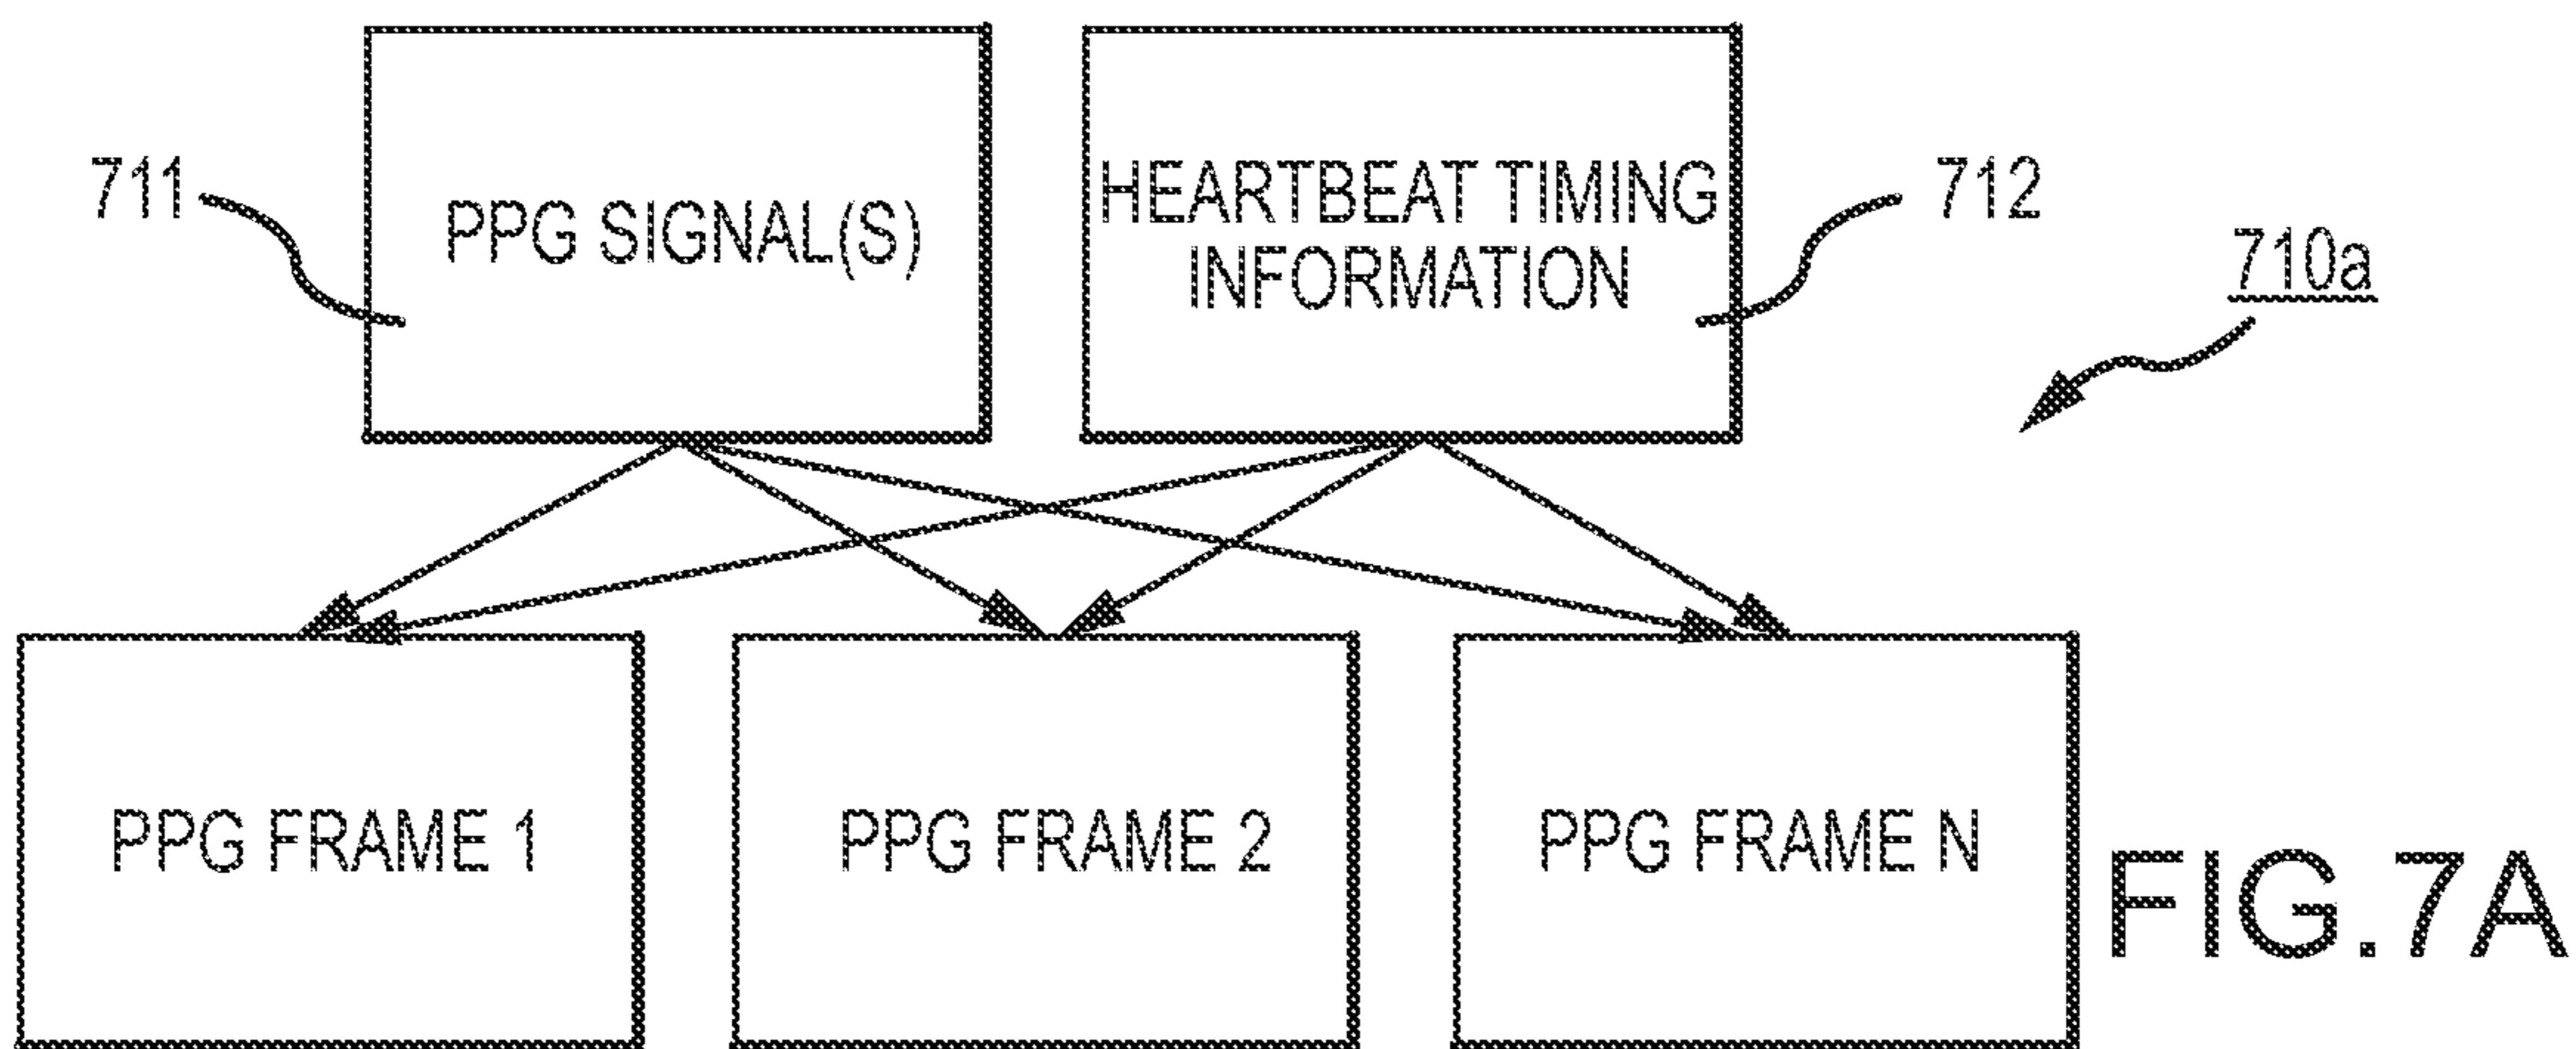 711
PPG SIGNAL(S)
HEARTBEAT TIMING
INFORMATION
712
710a
PPG FRAME 1
PPG FRAME 2
PPG FRAME N
FIG.7A